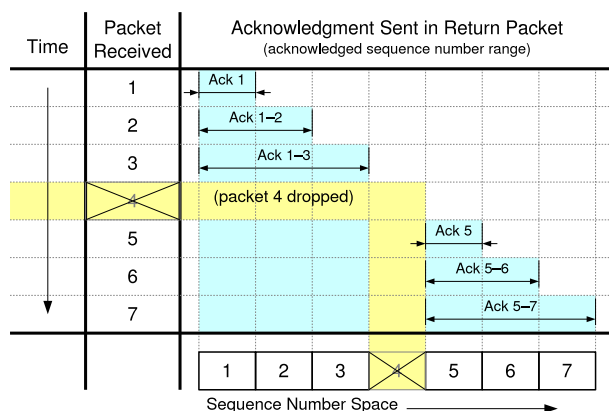 Time
Packet
Received
Acknowledgment Sent in Return Packet
(acknowledged sequence number range)
1
Ack 1
2
Ack 1–2
3
Ack 1–3
4
(packet 4 dropped)
5
Ack 5
6
Ack 5–6
7
Ack 5–7
1 2 3 4 5 6 7
Sequence Number Space